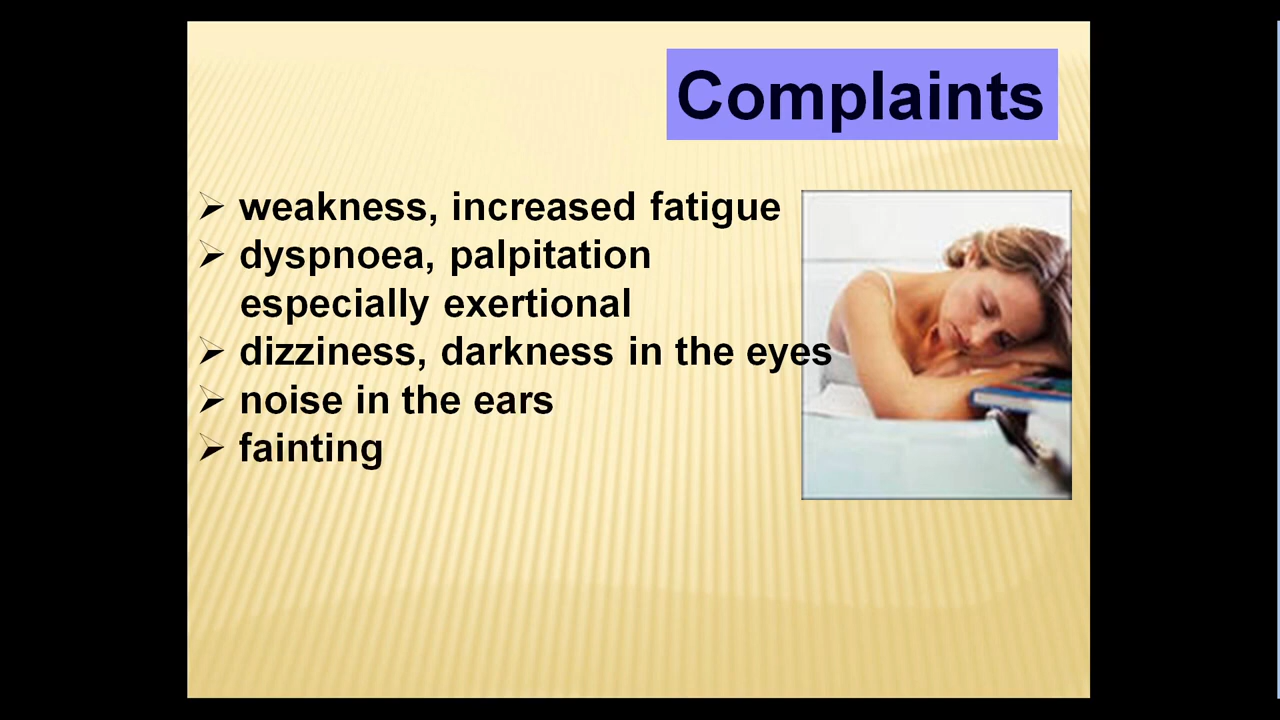 Complaints
➢ weakness, increased fatigue
➢ dyspnoea, palpitation
especially exertional
➢ dizziness, darkness in the eyes
➢ noise in the ears
➢ fainting